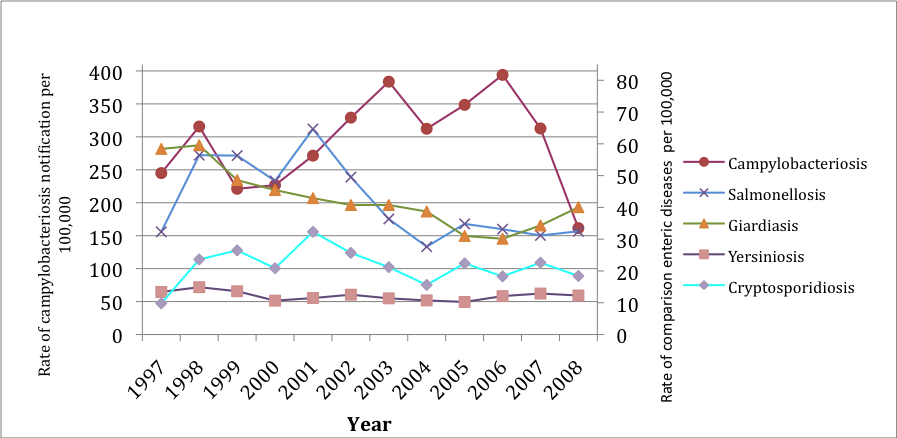 Rate of campylobacteriosis notification per
100,000
400
350
300
250
200
150
100
50
0
80
70
60
50
40
30
20
10
0
Rate of comparison enteric diseases per 100,000
Campylobacteriosis
Salmonellosis
Giardiasis
Yersiniosis
Cryptosporidiosis
1997 1998 1999 2000 2001 2002 2003 2004 2005 2006 2007 2008
Year